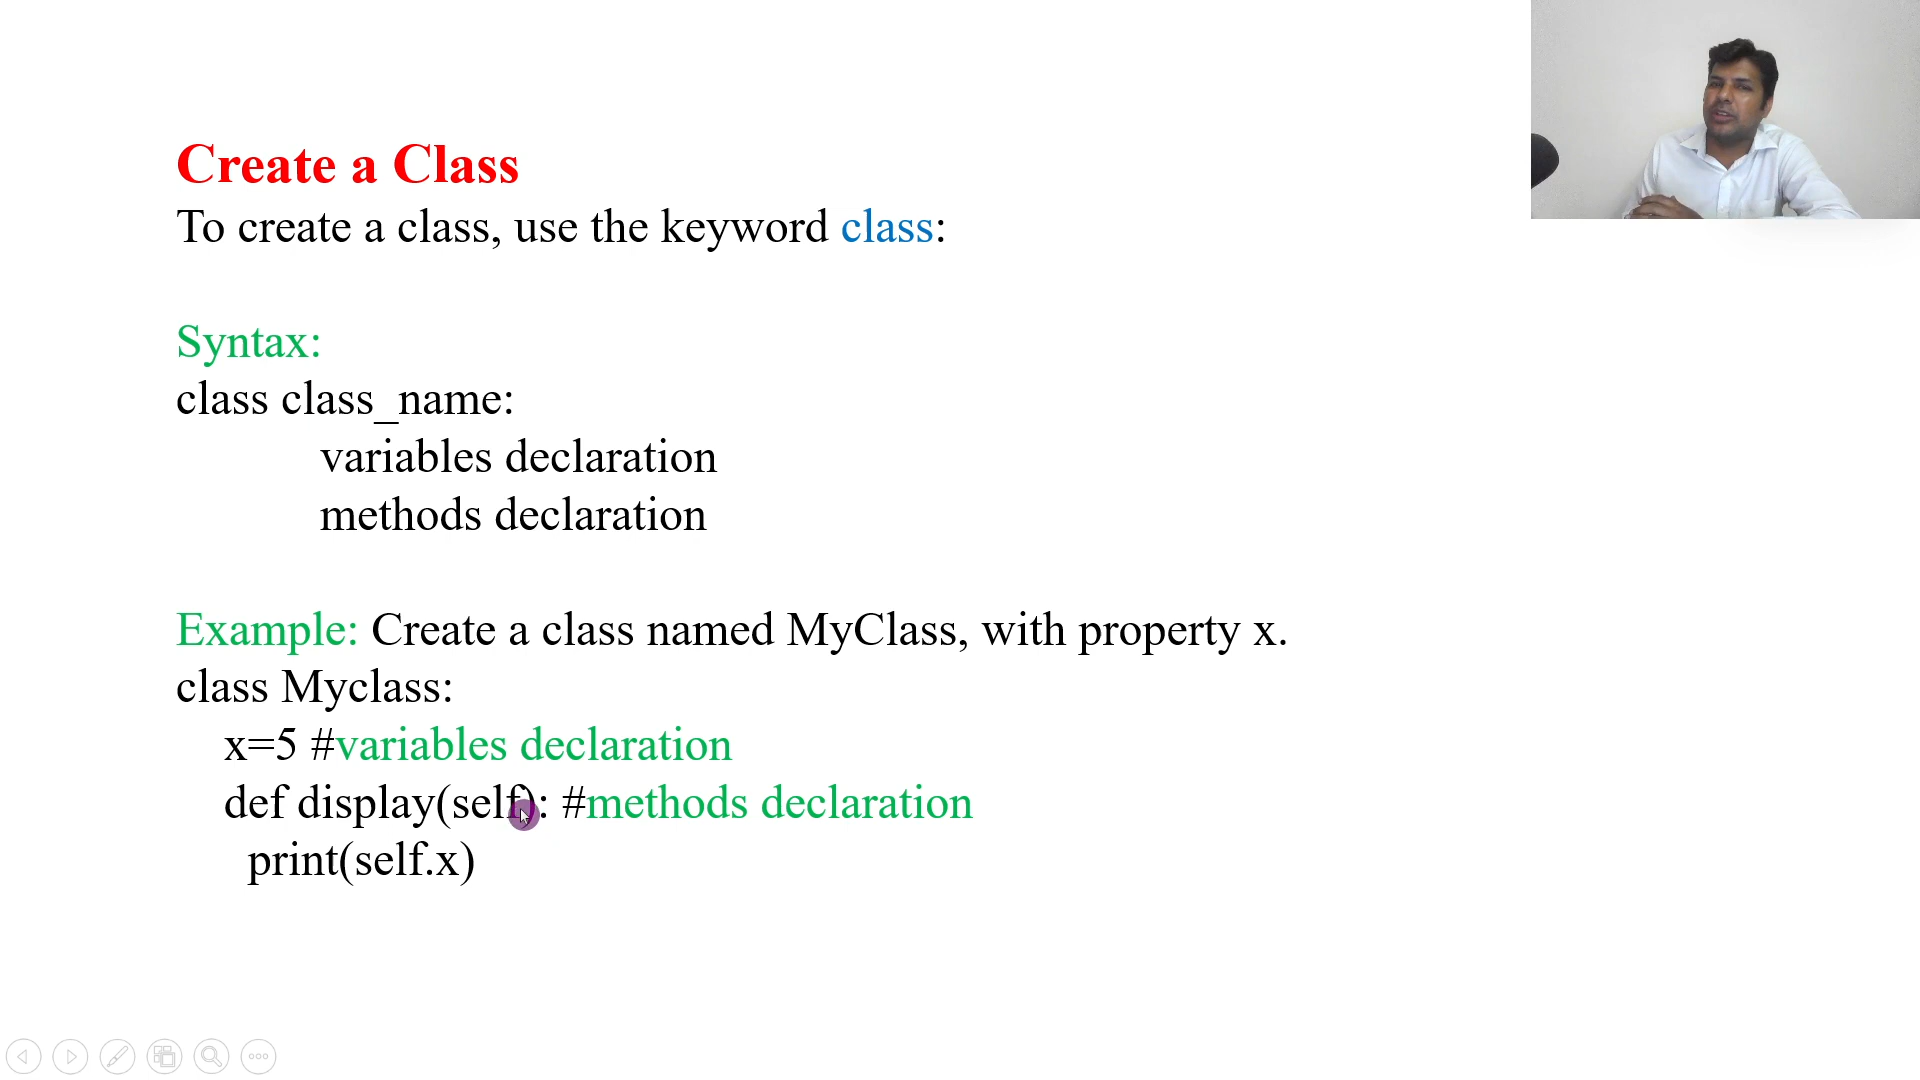 Create a Class
To create a class, use the keyword class:
Syntax:
class class_name:
variables declaration
methods declaration
Example: Create a class named MyClass, with property x.
class Myclass:
x=5 #variables declaration
def display(self): #methods declaration
print(self.x)